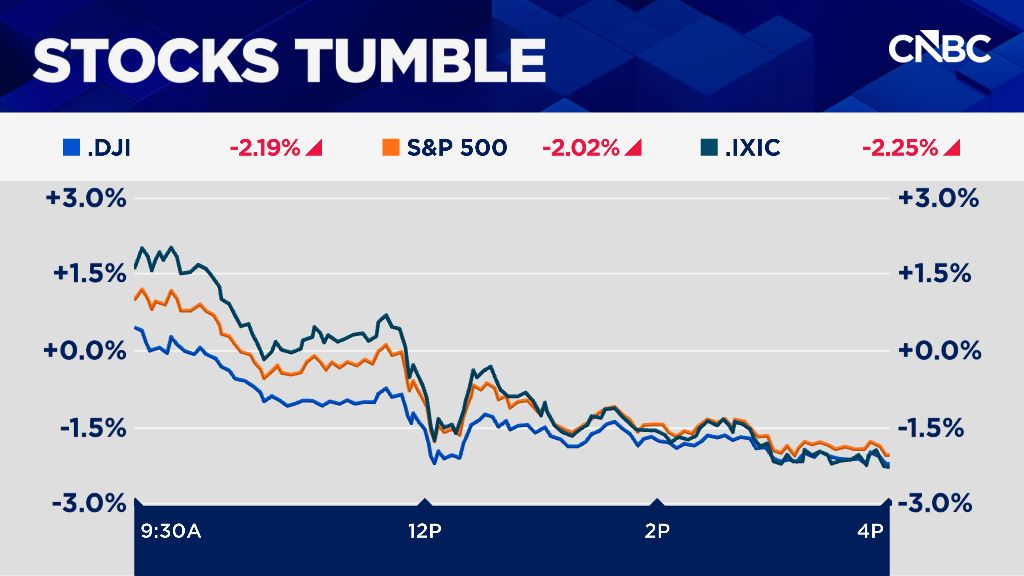 STOCKS TUMBLE
CNBC
.DJI -2.19% S&P 500 -2.02% .IXIC -2.25%
+3.0% +3.0%
+1.5% +1.5%
+0.0% +0.0%
-1.5% -1.5%
-3.0% -3.0%
9:30A 12P 2P 4P